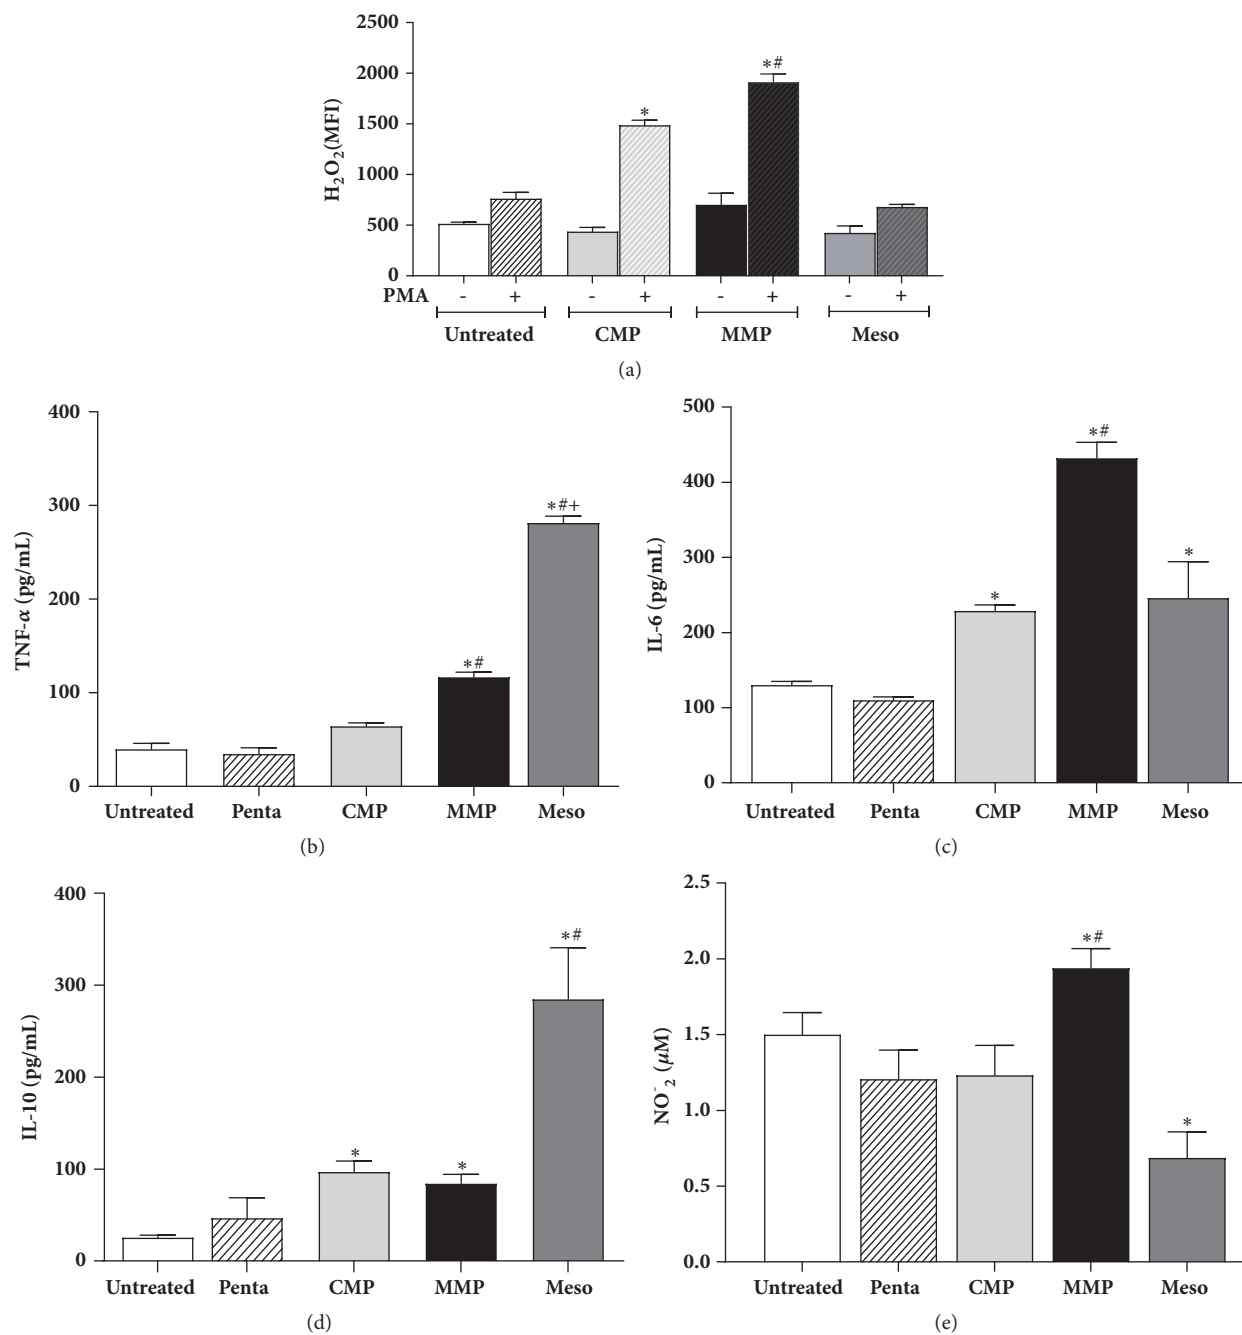 2500
2000
1500
1000
500
0
H₂O₂(MFI)
*
*#
PMA - + - + - + - +
Untreated CMP MMP Meso
(a)
400
300
200
100
0
TNF-α (pg/mL)
*#
*#+
Untreated Penta CMP MMP Meso
(b)
500
400
300
200
100
0
IL-6 (pg/mL)
*
*#
*
Untreated Penta CMP MMP Meso
(c)
400
300
200
100
0
IL-10 (pg/mL)
*
*
*#
Untreated Penta CMP MMP Meso
(d)
2.5
2.0
1.5
1.0
0.5
0.0
NO⁻₂ (μM)
*#
*
Untreated Penta CMP MMP Meso
(e)